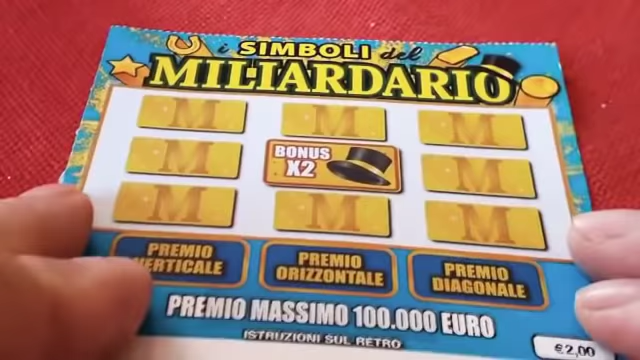 i SIMBOLI del
MILIARDARIO
M M M
M BONUS X2 M
M M M
PREMIO VERTICALE
PREMIO ORIZZONTALE
PREMIO DIAGONALE
PREMIO MASSIMO 100.000 EURO
ISTRUZIONI SUL RETRO
€2,00